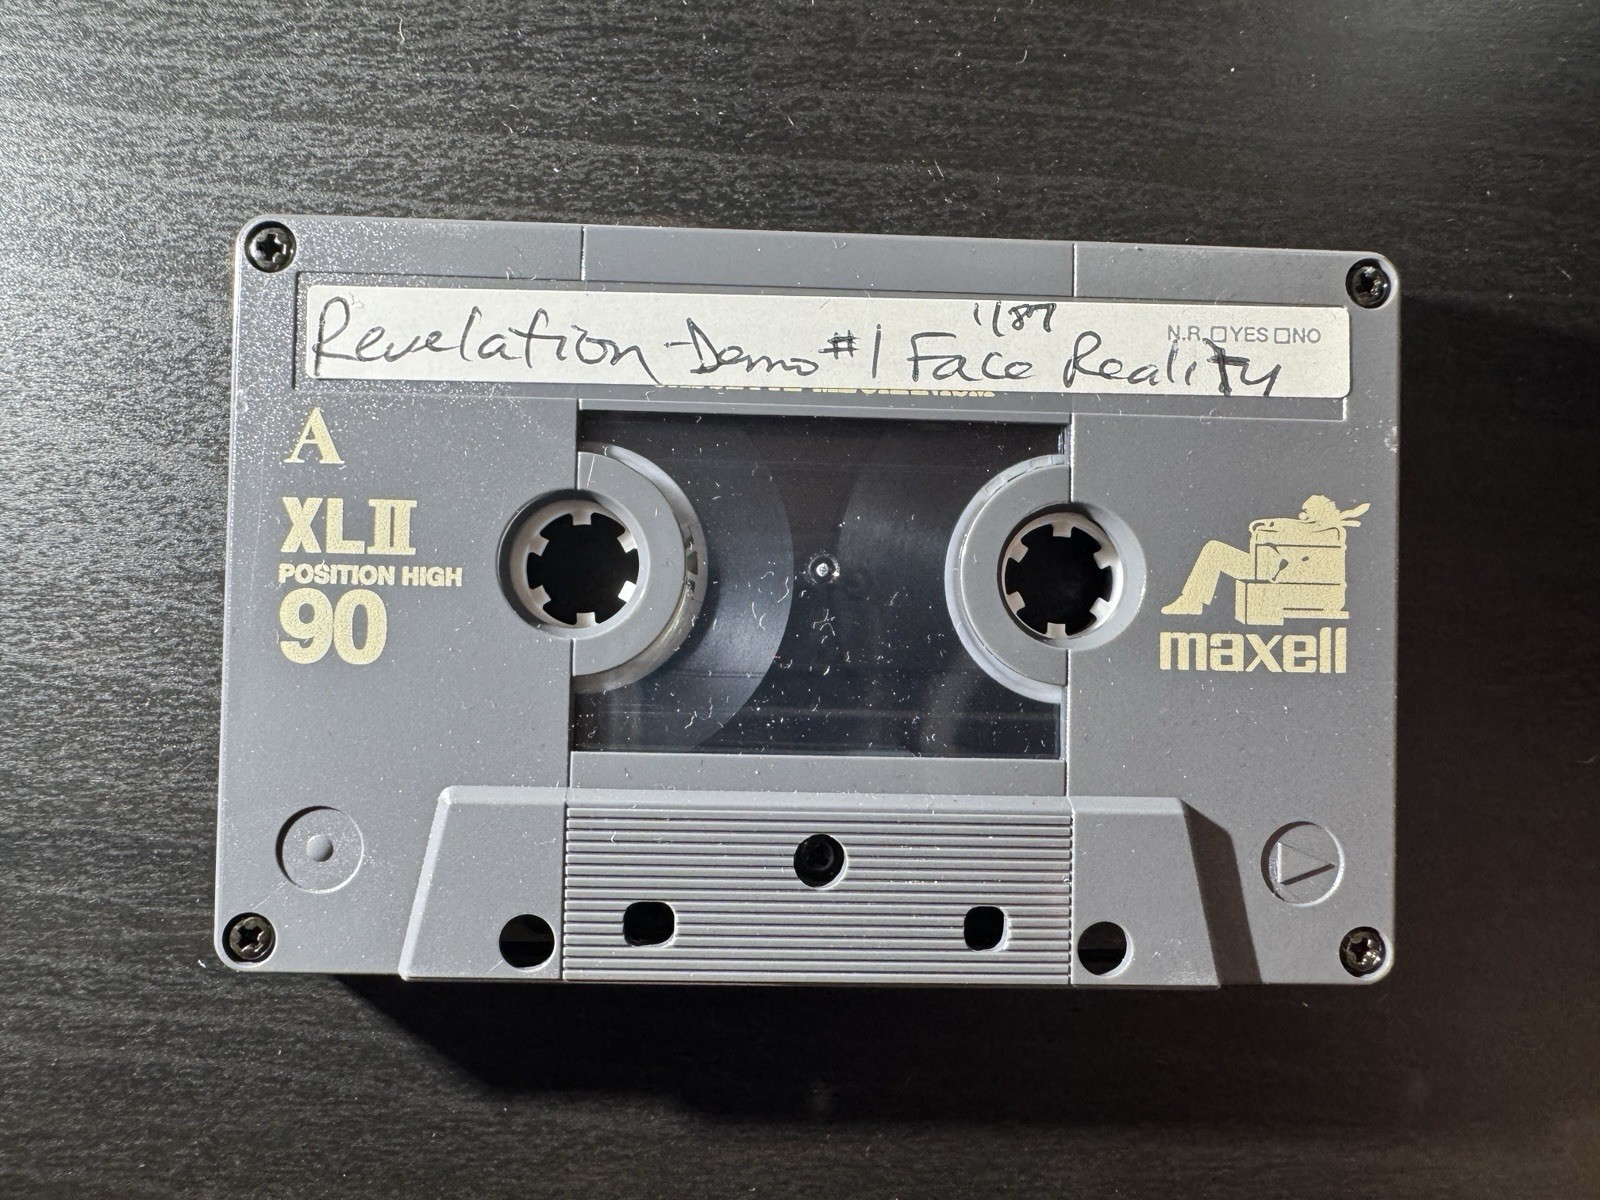 1/87
Revelation - Demo #1 Face Reality
N.R. □YES □NO
A
XLII
POSITION HIGH
90
maxell